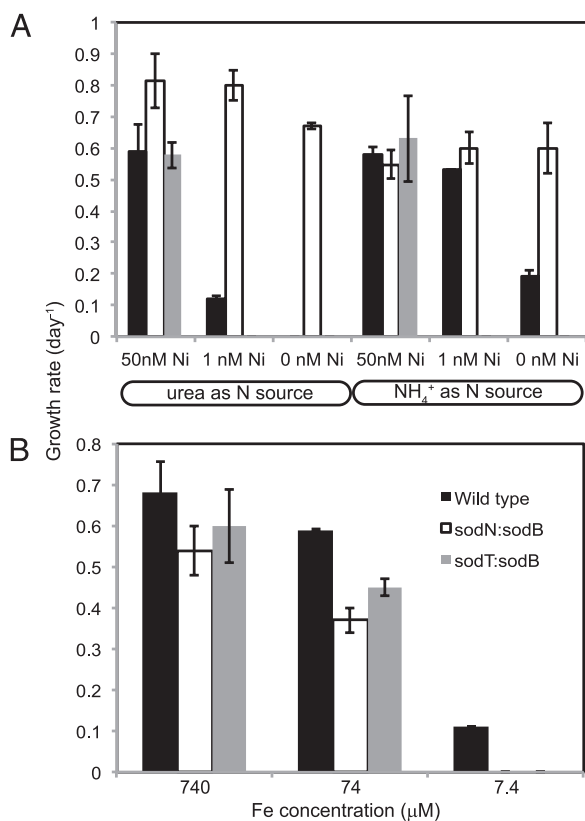 A
Growth rate (day⁻¹)
1
0.9
0.8
0.7
0.6
0.5
0.4
0.3
0.2
0.1
0
50nM Ni 1 nM Ni 0 nM Ni 50nM Ni 1 nM Ni 0 nM Ni
urea as N source NH₄⁺ as N source
B
0.8
0.7
0.6
0.5
0.4
0.3
0.2
0.1
0
Wild type
sodN:sodB
sodT:sodB
740 74 7.4
Fe concentration (µM)